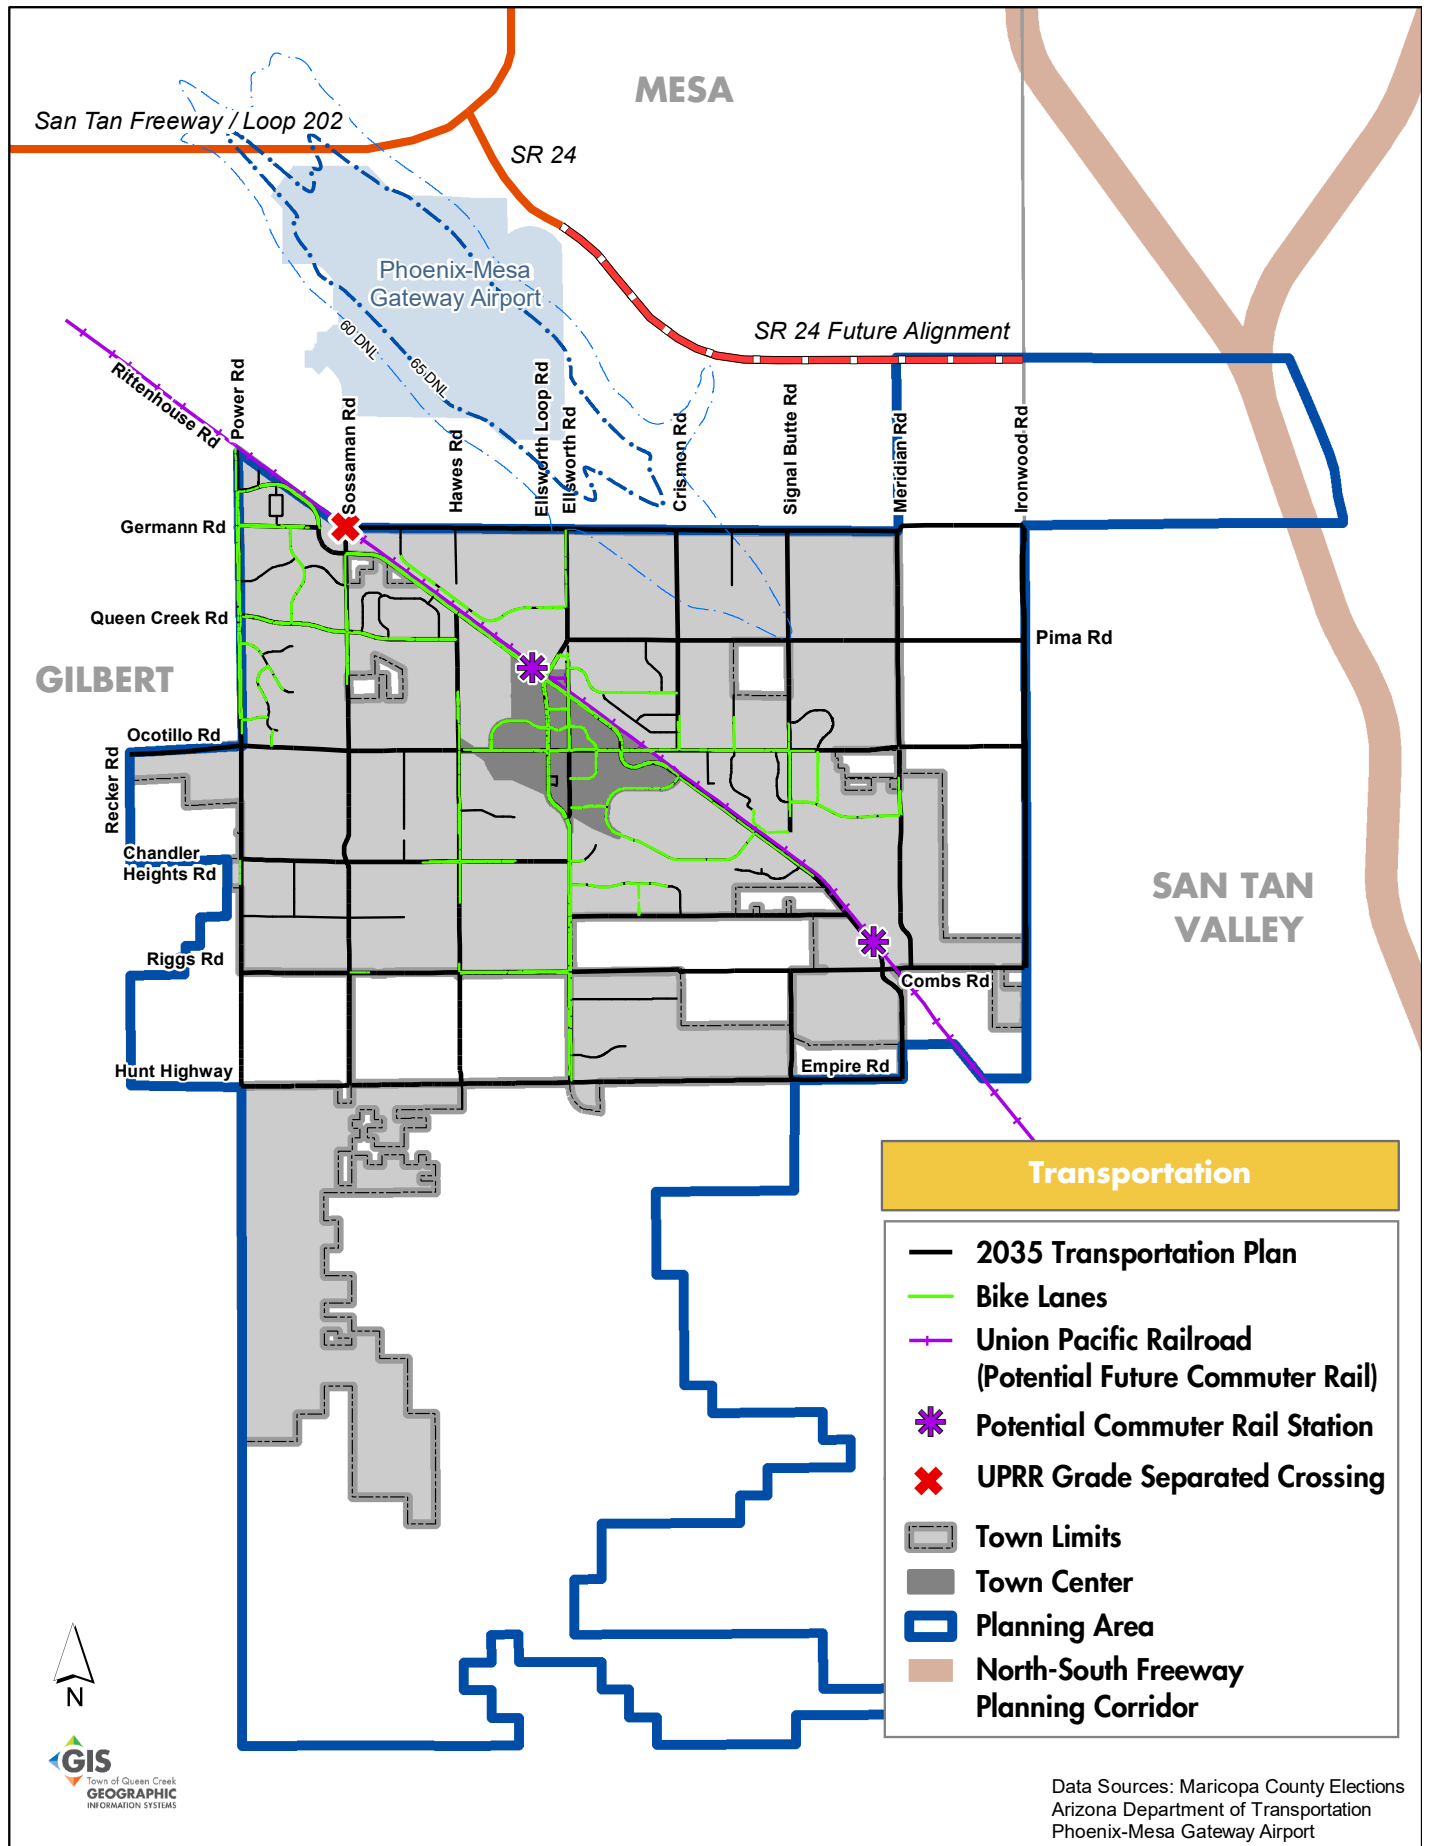 MESA
San Tan Freeway / Loop 202
SR 24
Phoenix-Mesa
Gateway Airport
SR 24 Future Alignment
60 DNL
65 DNL
Rittenhouse Rd
Power Rd
Sossaman Rd
Hawes Rd
Ellsworth Loop Rd
Ellsworth Rd
Crismon Rd
Signal Butte Rd
Meridian Rd
Ironwood Rd
Germann Rd
Queen Creek Rd
Pima Rd
GILBERT
Ocotillo Rd
Recker Rd
Chandler
Heights Rd
SAN TAN
VALLEY
Riggs Rd
Combs Rd
Hunt Highway
Empire Rd
Transportation
2035 Transportation Plan
Bike Lanes
Union Pacific Railroad
(Potential Future Commuter Rail)
Potential Commuter Rail Station
UPRR Grade Separated Crossing
Town Limits
Town Center
Planning Area
North-South Freeway
Planning Corridor
N
GIS
Town of Queen Creek
GEOGRAPHIC
INFORMATION SYSTEMS
Data Sources: Maricopa County Elections
Arizona Department of Transportation
Phoenix-Mesa Gateway Airport